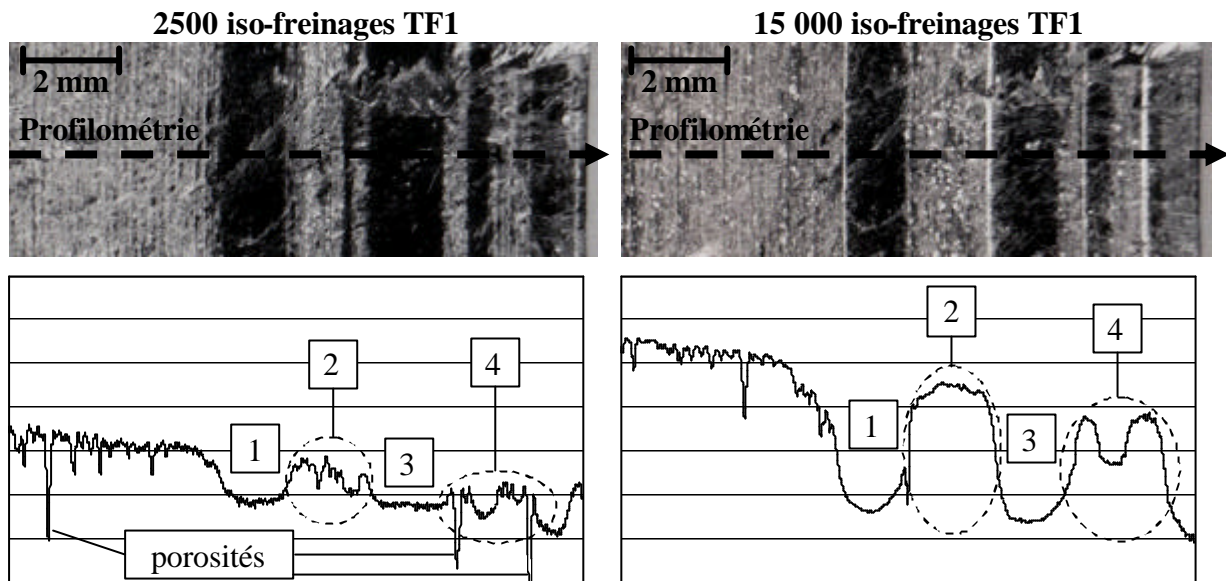 2500 iso-freinages TF1
15 000 iso-freinages TF1
2 mm
2 mm
Profilométrie
Profilométrie
2
4
1
3
porosités
2
4
1
3